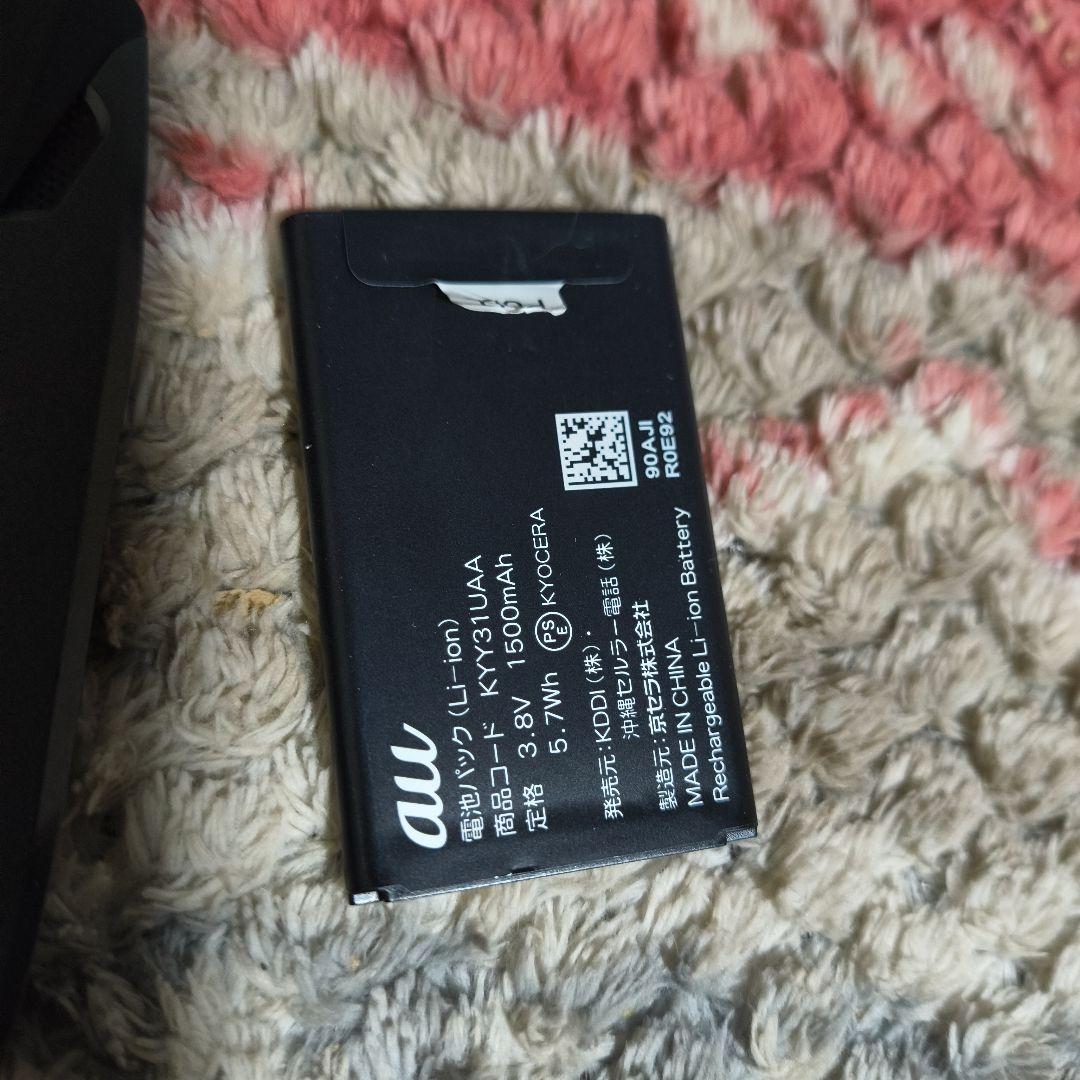 au
電池パック(Li-ion)
商品コード KYY31UAA
定格 3.8V 1500mAh
5.7Wh PSE KYOCERA
発売元:KDDI(株)・
沖縄セルラー電話(株)
製造元:京セラ株式会社
MADE IN CHINA
Rechargeable Li-ion Battery
90AJI
R0E92